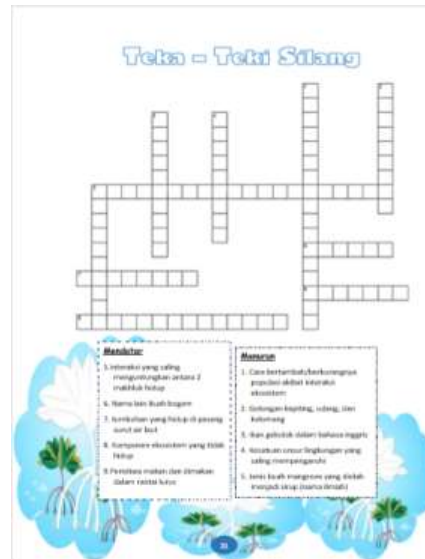 Teka – Teki Silang
Mendatar
5. Interaksi yang saling
menguntungkan antara 2
makhluk hidup
6. Nama lain Buah bogem
7. Tumbuhan yang hidup di pasang
surut air laut
8. Komponen ekosistem yang tidak
hidup
9. Peristiwa makan dan dimakan
dalam rantai lurus
Menurun
1. Cara bertambah/berkurangnya
populasi akibat interaksi
ekosistem
2. Golongan kepiting, udang, dan
kelomang
3. Ikan gelodok dalam bahasa inggris
4. Kesatuan unsur lingkungan yang
saling mempengaruhi
5. Jenis buah mangrove yang diolah
menjadi sirup (nama ilmiah)